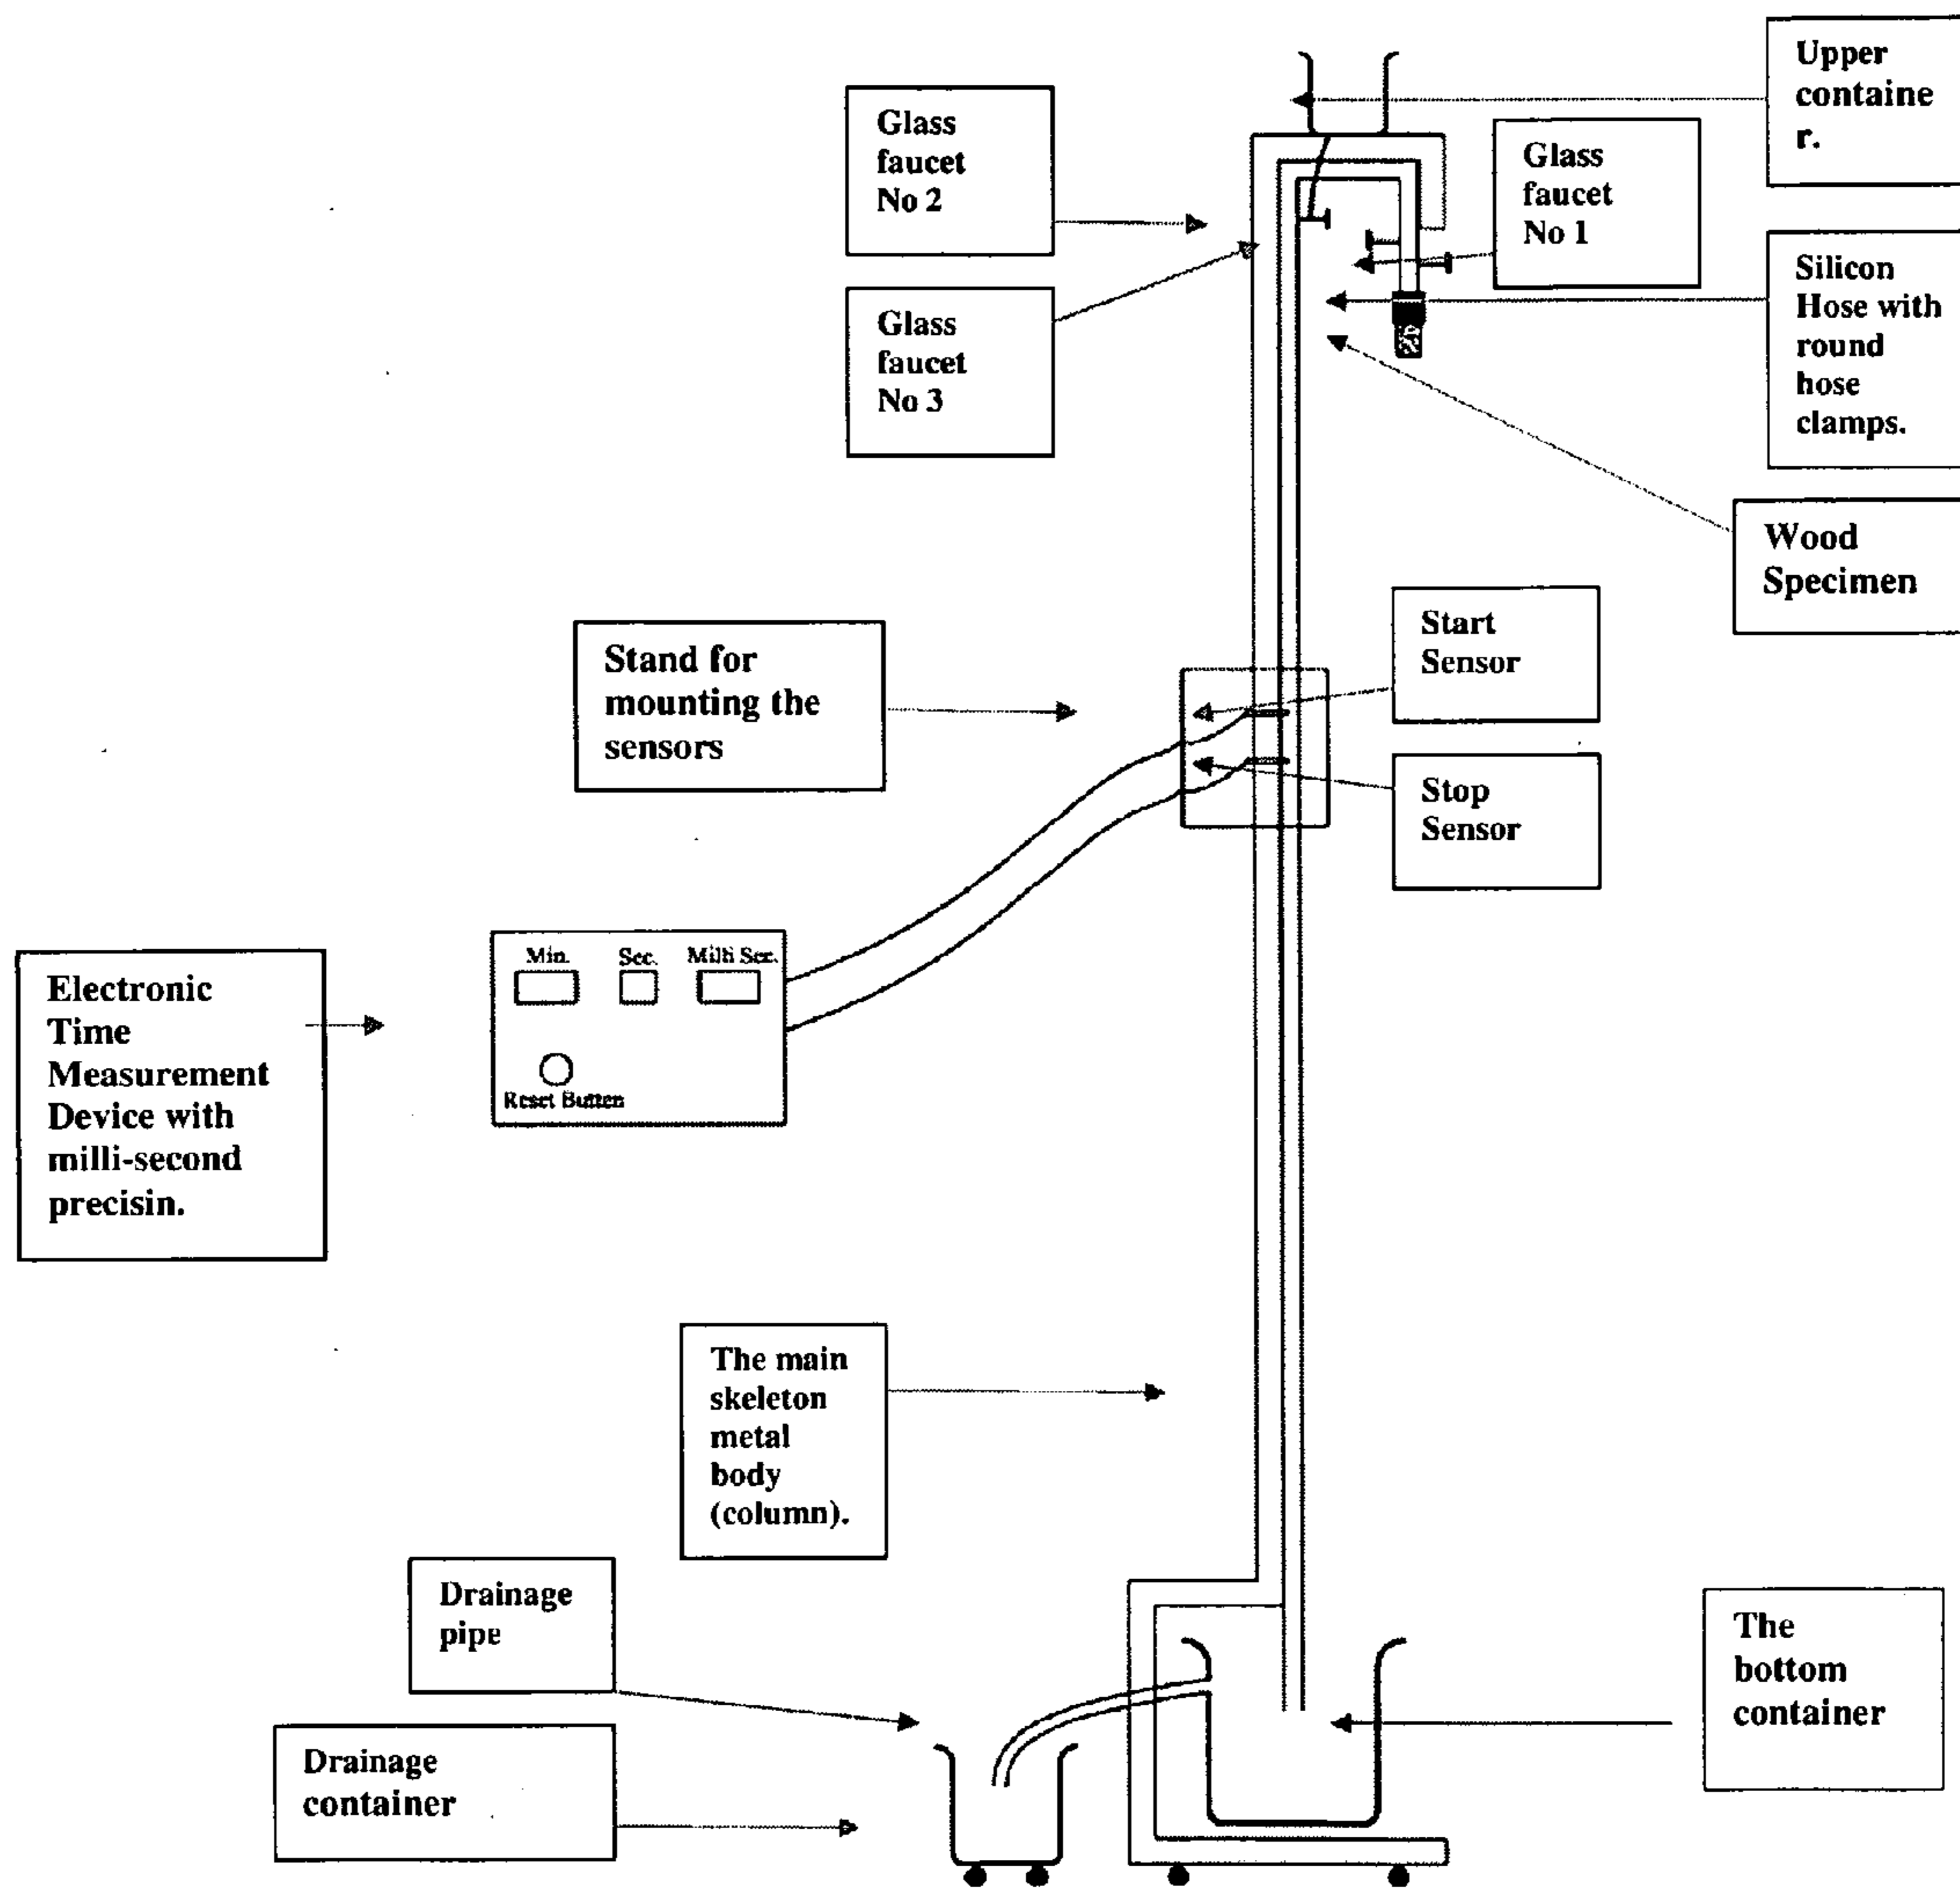 Upper
containe
r.
Glass
faucet
No 2
Glass
faucet
No 1
Silicon
Hose with
round
hose
clamps.
Glass
faucet
No 3
Wood
Specimen
Start
Sensor
Stand for
mounting the
sensors
Stop
Sensor
Min. Sec. Milli Sec.
Reset Butten
Electronic
Time
Measurement
Device with
milli-second
precisin.
The main
skeleton
metal
body
(column).
Drainage
pipe
The
bottom
container
Drainage
container